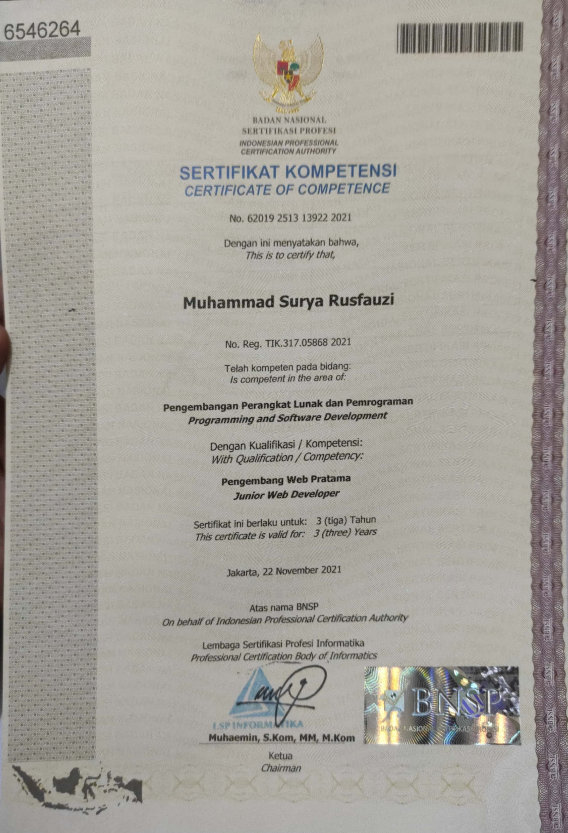 6546264
BADAN NASIONAL
SERTIFIKASI PROFESI
INDONESIAN PROFESSIONAL
CERTIFICATION AUTHORITY
SERTIFIKAT KOMPETENSI
CERTIFICATE OF COMPETENCE
No. 62019 2513 13922 2021
Dengan ini menyatakan bahwa,
This is to certify that,
Muhammad Surya Rusfauzi
No. Reg. TIK.317.05868 2021
Telah kompeten pada bidang:
Is competent in the area of:
Pengembangan Perangkat Lunak dan Pemrograman
Programming and Software Development
Dengan Kualifikasi / Kompetensi:
With Qualification / Competency:
Pengembang Web Pratama
Junior Web Developer
Sertifikat ini berlaku untuk: 3 (tiga) Tahun
This certificate is valid for: 3 (three) Years
Jakarta, 22 November 2021
Atas nama BNSP
On behalf of Indonesian Professional Certification Authority
Lembaga Sertifikasi Profesi Informatika
Professional Certification Body of Informatics
LSP INFORMATIKA
BNSP
Muhaemin, S.Kom, MM, M.Kom
Ketua
Chairman